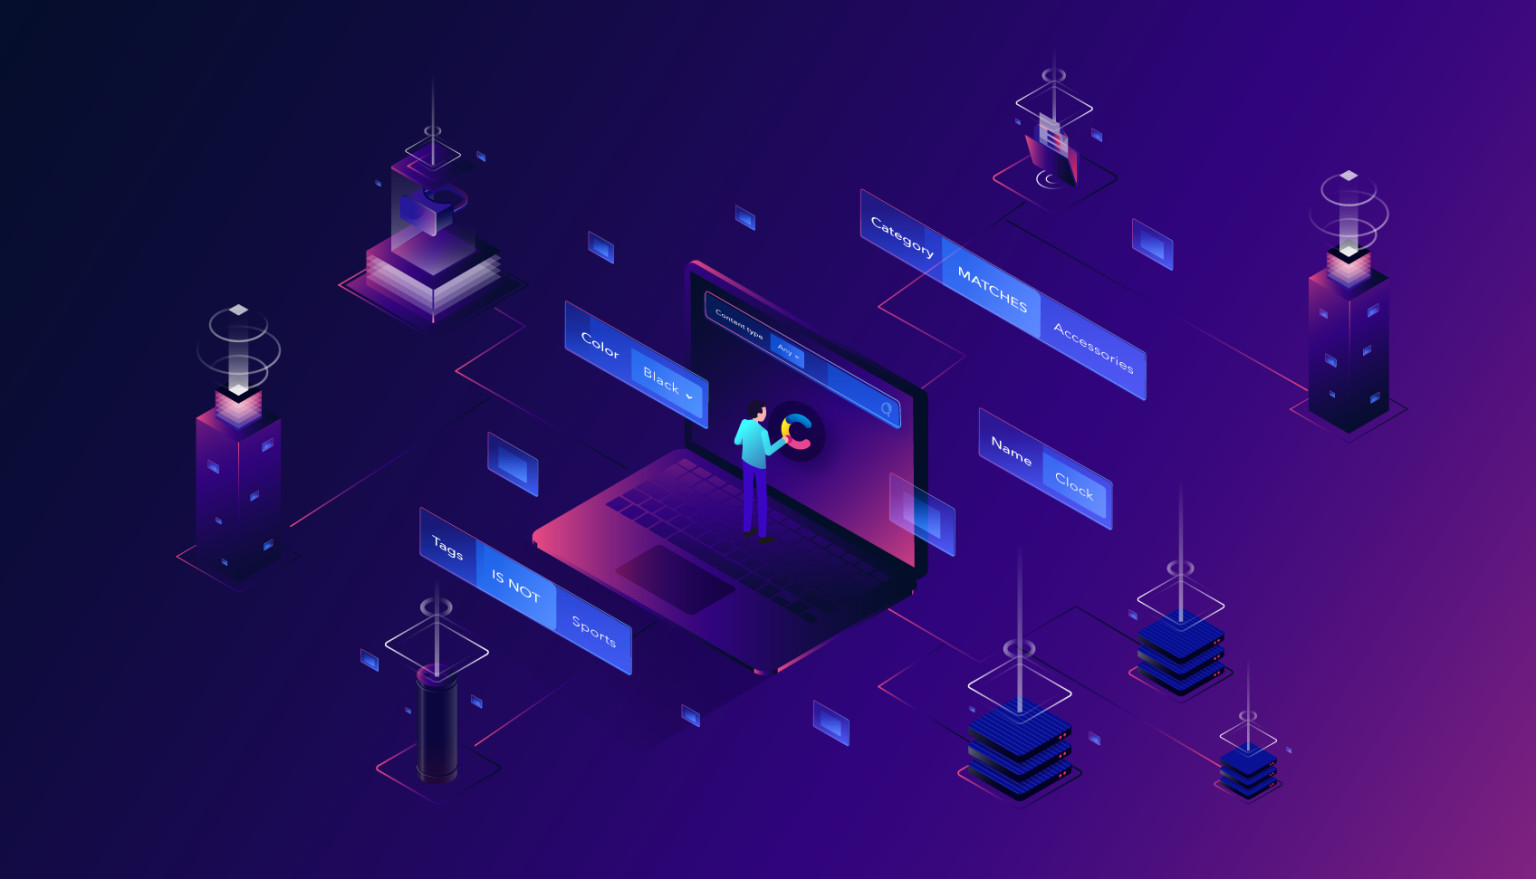 Category MATCHES Accessories
Content type Any
Color Black
Name Clock
Tags IS NOT Sports